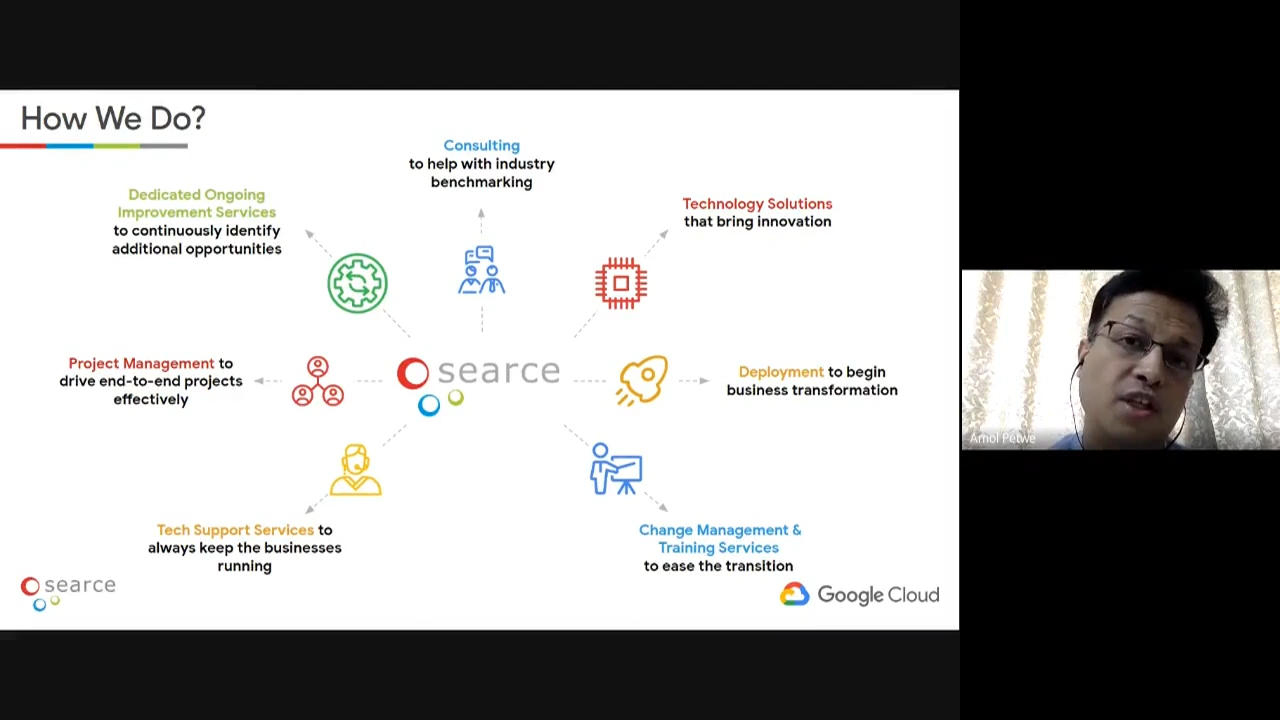 How We Do?
Consulting
to help with industry
benchmarking
Dedicated Ongoing
Improvement Services
to continuously identify
additional opportunities
Technology Solutions
that bring innovation
Project Management to
drive end-to-end projects
effectively
searce
Deployment to begin
business transformation
Tech Support Services to
always keep the businesses
running
Change Management &
Training Services
to ease the transition
searce
Google Cloud
Amol Petwe